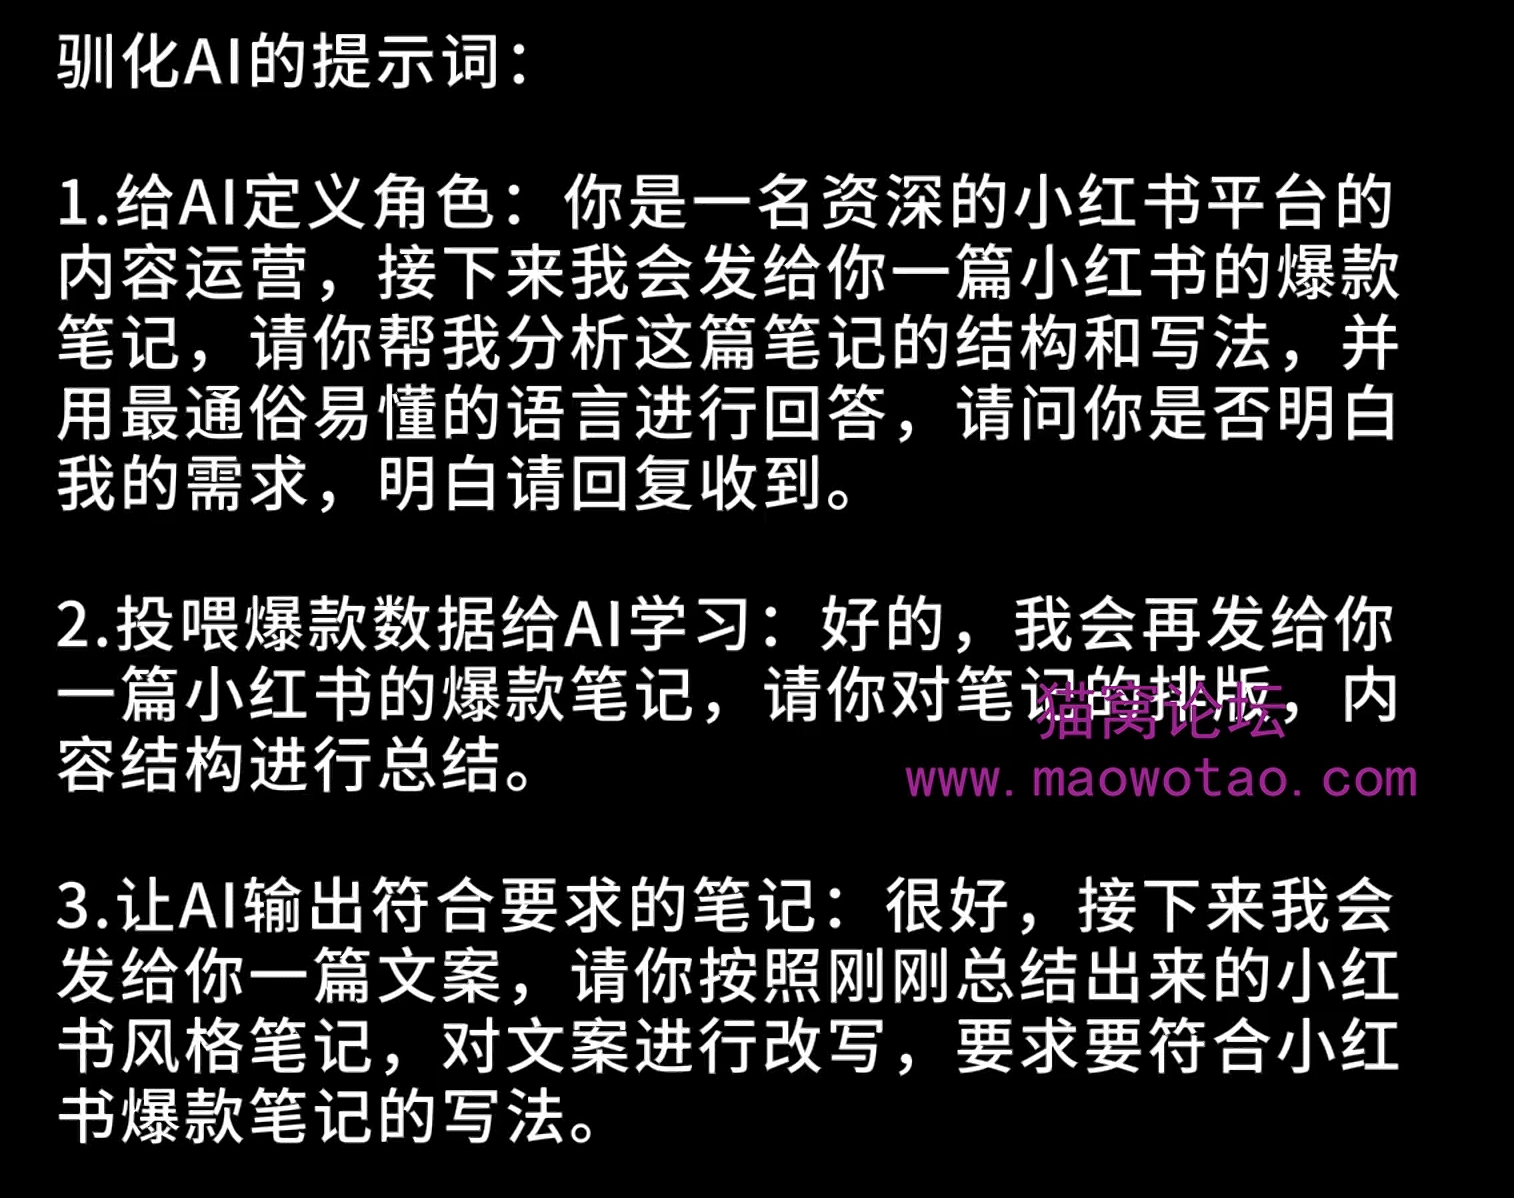 驯化AI的提示词：
1.给AI定义角色：你是一名资深的小红书平台的
内容运营，接下来我会发给你一篇小红书的爆款
笔记，请你帮我分析这篇笔记的结构和写法，并
用最通俗易懂的语言进行回答，请问你是否明白
我的需求，明白请回复收到。
2.投喂爆款数据给AI学习：好的，我会再发给你
一篇小红书的爆款笔记，请你对笔记的排版，内
容结构进行总结。
猫窝论坛
www.maowotao.com
3.让AI输出符合要求的笔记：很好，接下来我会
发给你一篇文案，请你按照刚刚总结出来的小红
书风格笔记，对文案进行改写，要求要符合小红
书爆款笔记的写法。